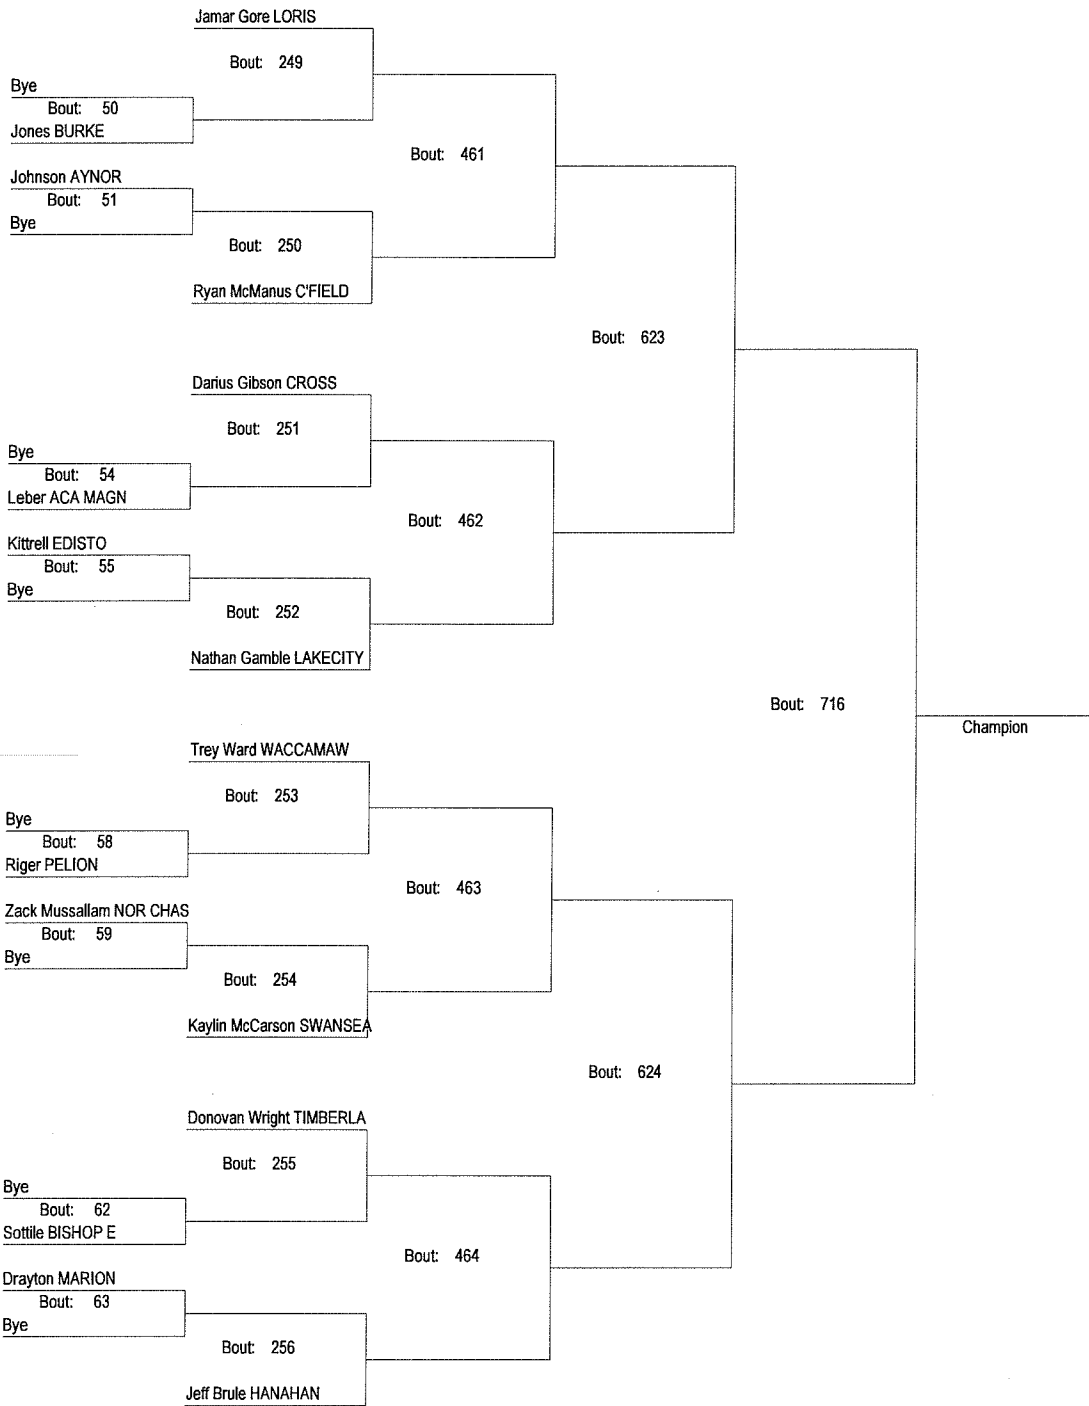 Jamar Gore LORIS
Bout: 249
Bye
Bout: 50
Jones BURKE
Bout: 461
Johnson AYNOR
Bout: 51
Bye
Bout: 250
Ryan McManus C'FIELD
Bout: 623
Darius Gibson CROSS
Bout: 251
Bye
Bout: 54
Leber ACA MAGN
Bout: 462
Kittrell EDISTO
Bout: 55
Bye
Bout: 252
Nathan Gamble LAKECITY
Bout: 716
Champion
Trey Ward WACCAMAW
Bout: 253
Bye
Bout: 58
Riger PELION
Bout: 463
Zack Mussallam NOR CHAS
Bout: 59
Bye
Bout: 254
Kaylin McCarson SWANSEA
Bout: 624
Donovan Wright TIMBERLA
Bout: 255
Bye
Bout: 62
Sottile BISHOP E
Bout: 464
Drayton MARION
Bout: 63
Bye
Bout: 256
Jeff Brule HANAHAN